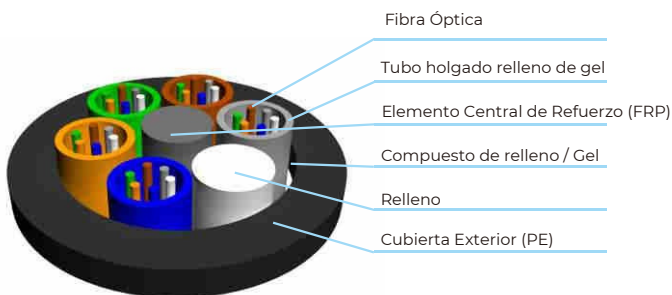 Fibra Óptica
Tubo holgado relleno de gel
Elemento Central de Refuerzo (FRP)
Compuesto de relleno / Gel
Relleno
Cubierta Exterior (PE)